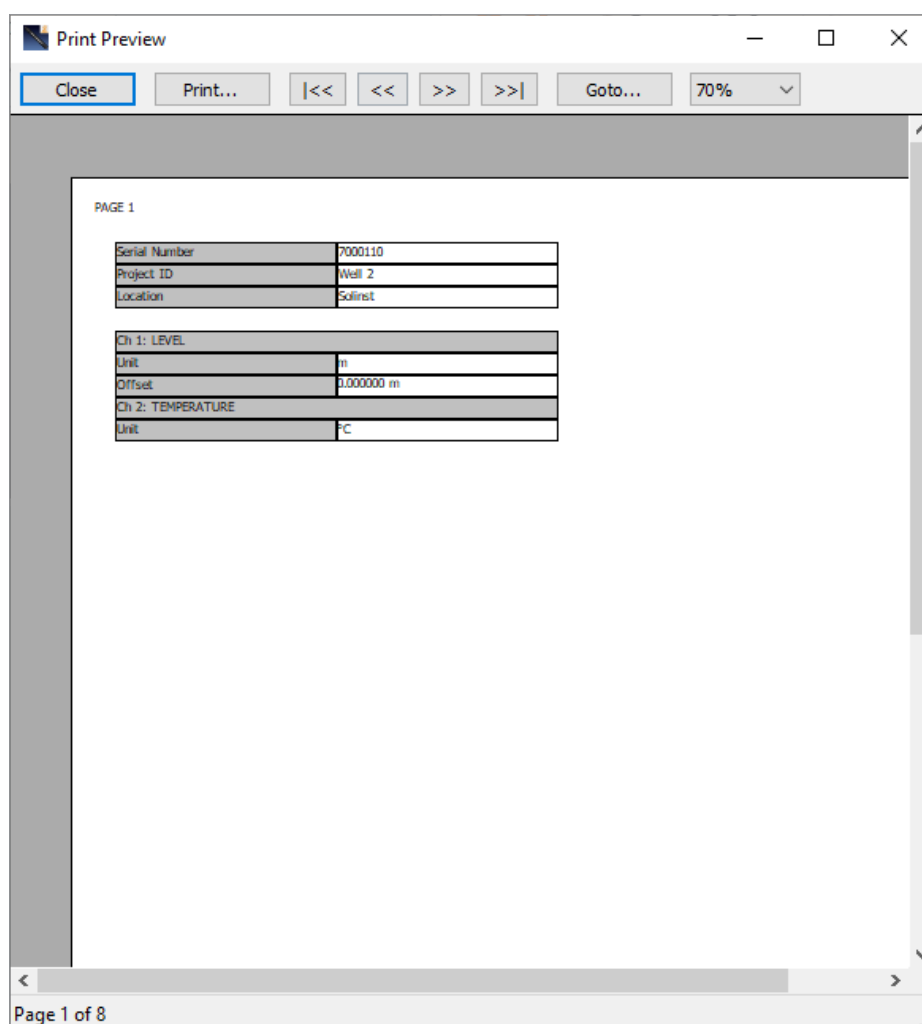 Print Preview
Close Print... |<< << >> >>| Goto... 70%
PAGE 1
Serial Number 7000110
Project ID Well 2
Location Solinst
Ch 1: LEVEL
Unit m
Offset 0.000000 m
Ch 2: TEMPERATURE
Unit °C
Page 1 of 8